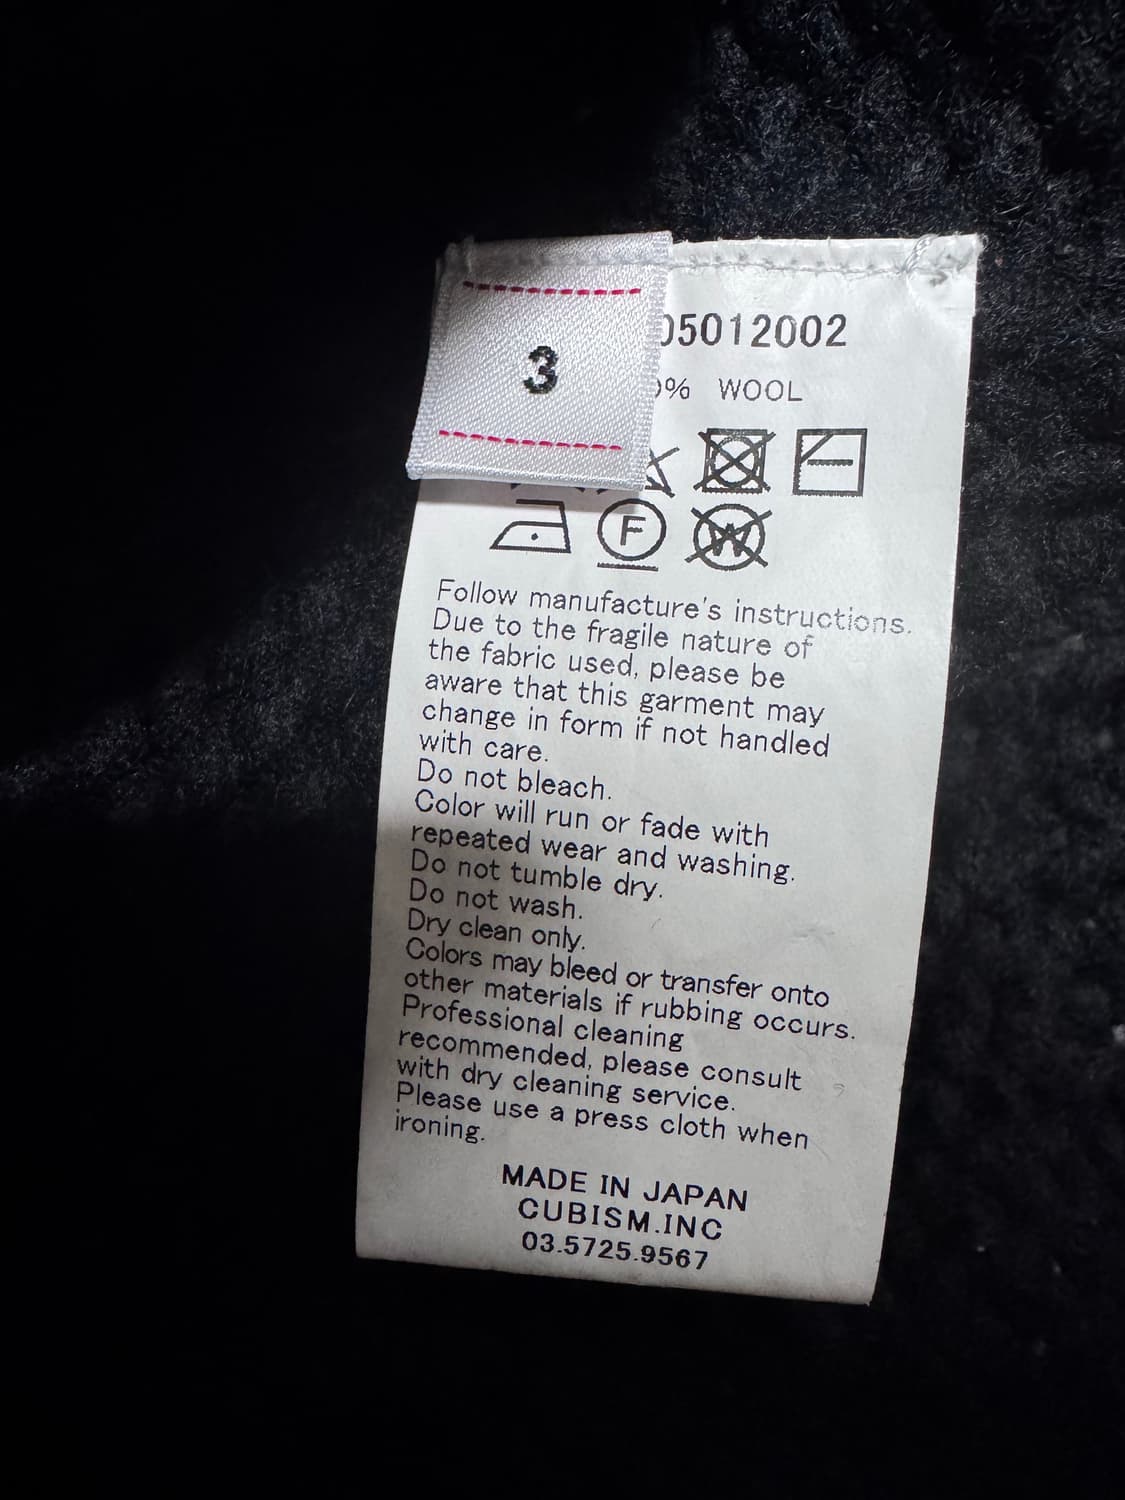 3
05012002
0% WOOL
F W
Follow manufacture's instructions.
Due to the fragile nature of
the fabric used, please be
aware that this garment may
change in form if not handled
with care.
Do not bleach.
Color will run or fade with
repeated wear and washing.
Do not tumble dry.
Do not wash.
Dry clean only.
Colors may bleed or transfer onto
other materials if rubbing occurs.
Professional cleaning
recommended, please consult
with dry cleaning service.
Please use a press cloth when
ironing.
MADE IN JAPAN
CUBISM.INC
03.5725.9567